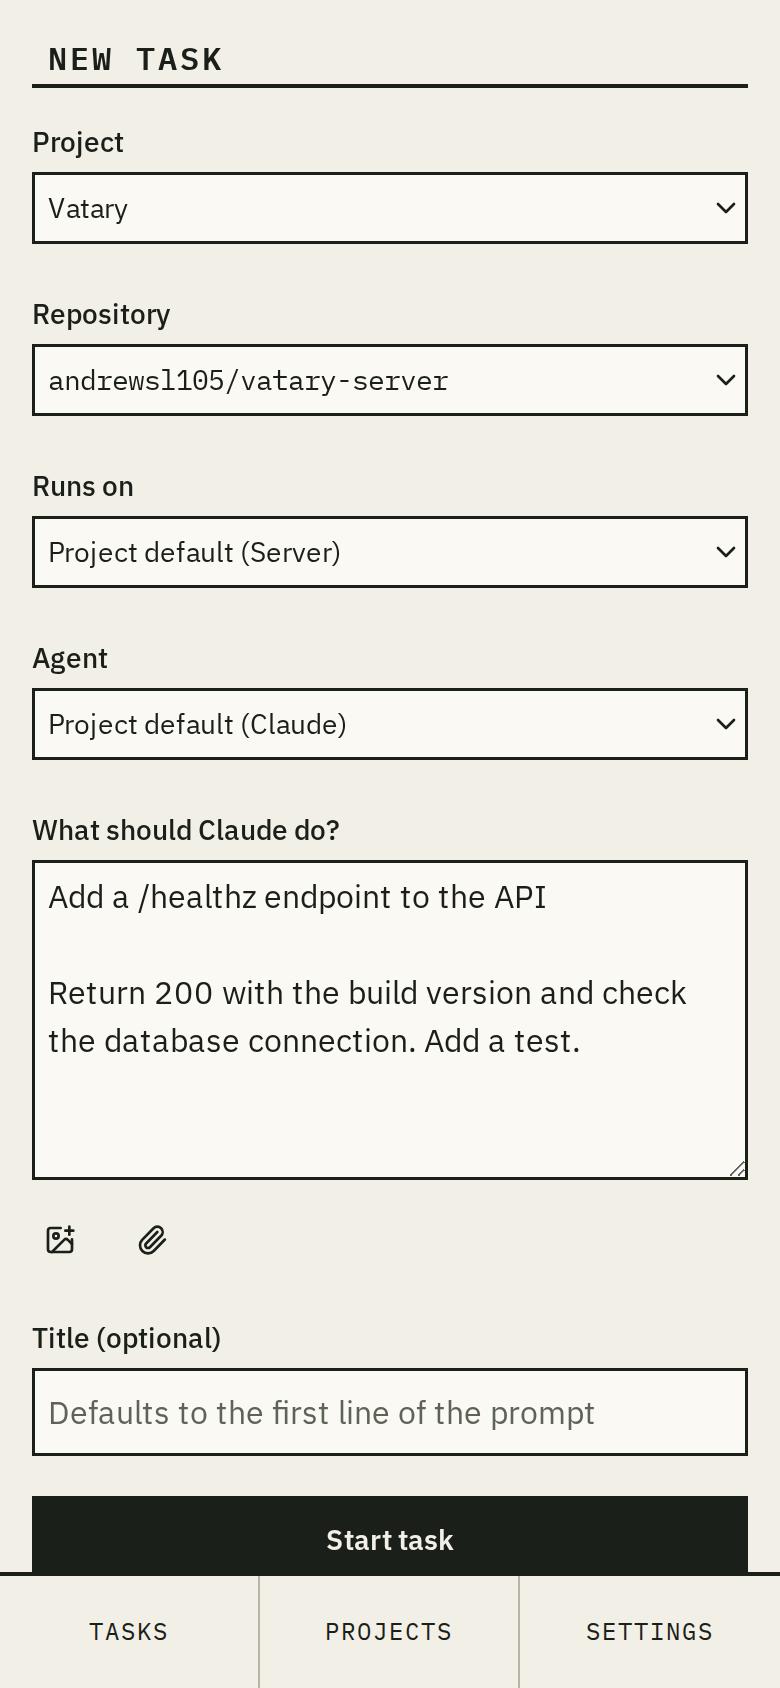 NEW TASK
Project
Vatary
Repository
andrewsl105/vatary-server
Runs on
Project default (Server)
Agent
Project default (Claude)
What should Claude do?
Add a /healthz endpoint to the API
Return 200 with the build version and check
the database connection. Add a test.
Title (optional)
Defaults to the first line of the prompt
Start task
TASKS
PROJECTS
SETTINGS